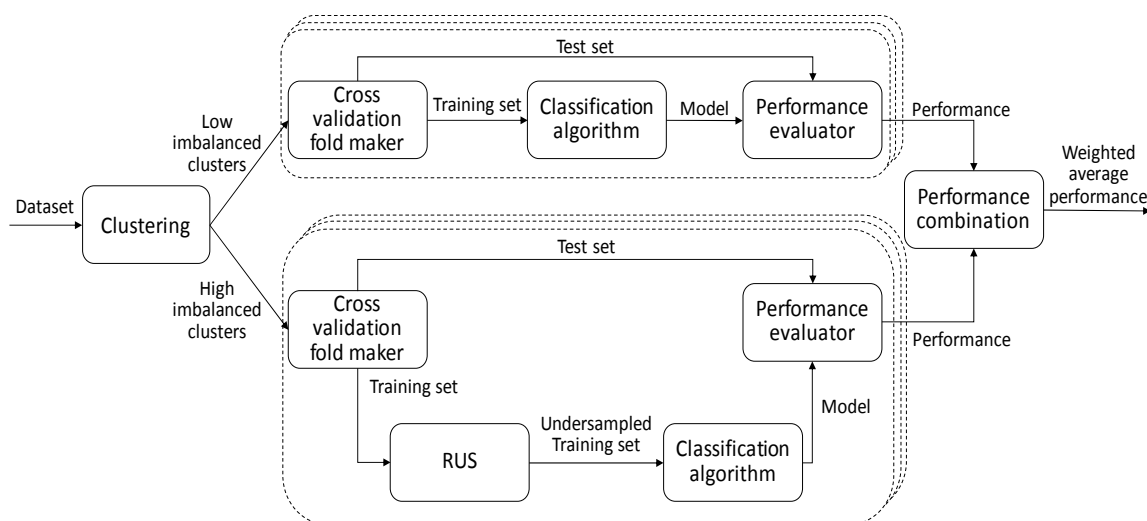 Test set
Cross
validation
fold maker
Training set
Classification
algorithm
Model
Performance
evaluator
Performance
Low
imbalanced
clusters
Dataset
Clustering
Performance
combination
Weighted
average
performance
High
imbalanced
clusters
Test set
Cross
validation
fold maker
Performance
evaluator
Performance
Training set
Model
RUS
Undersampled
Training set
Classification
algorithm